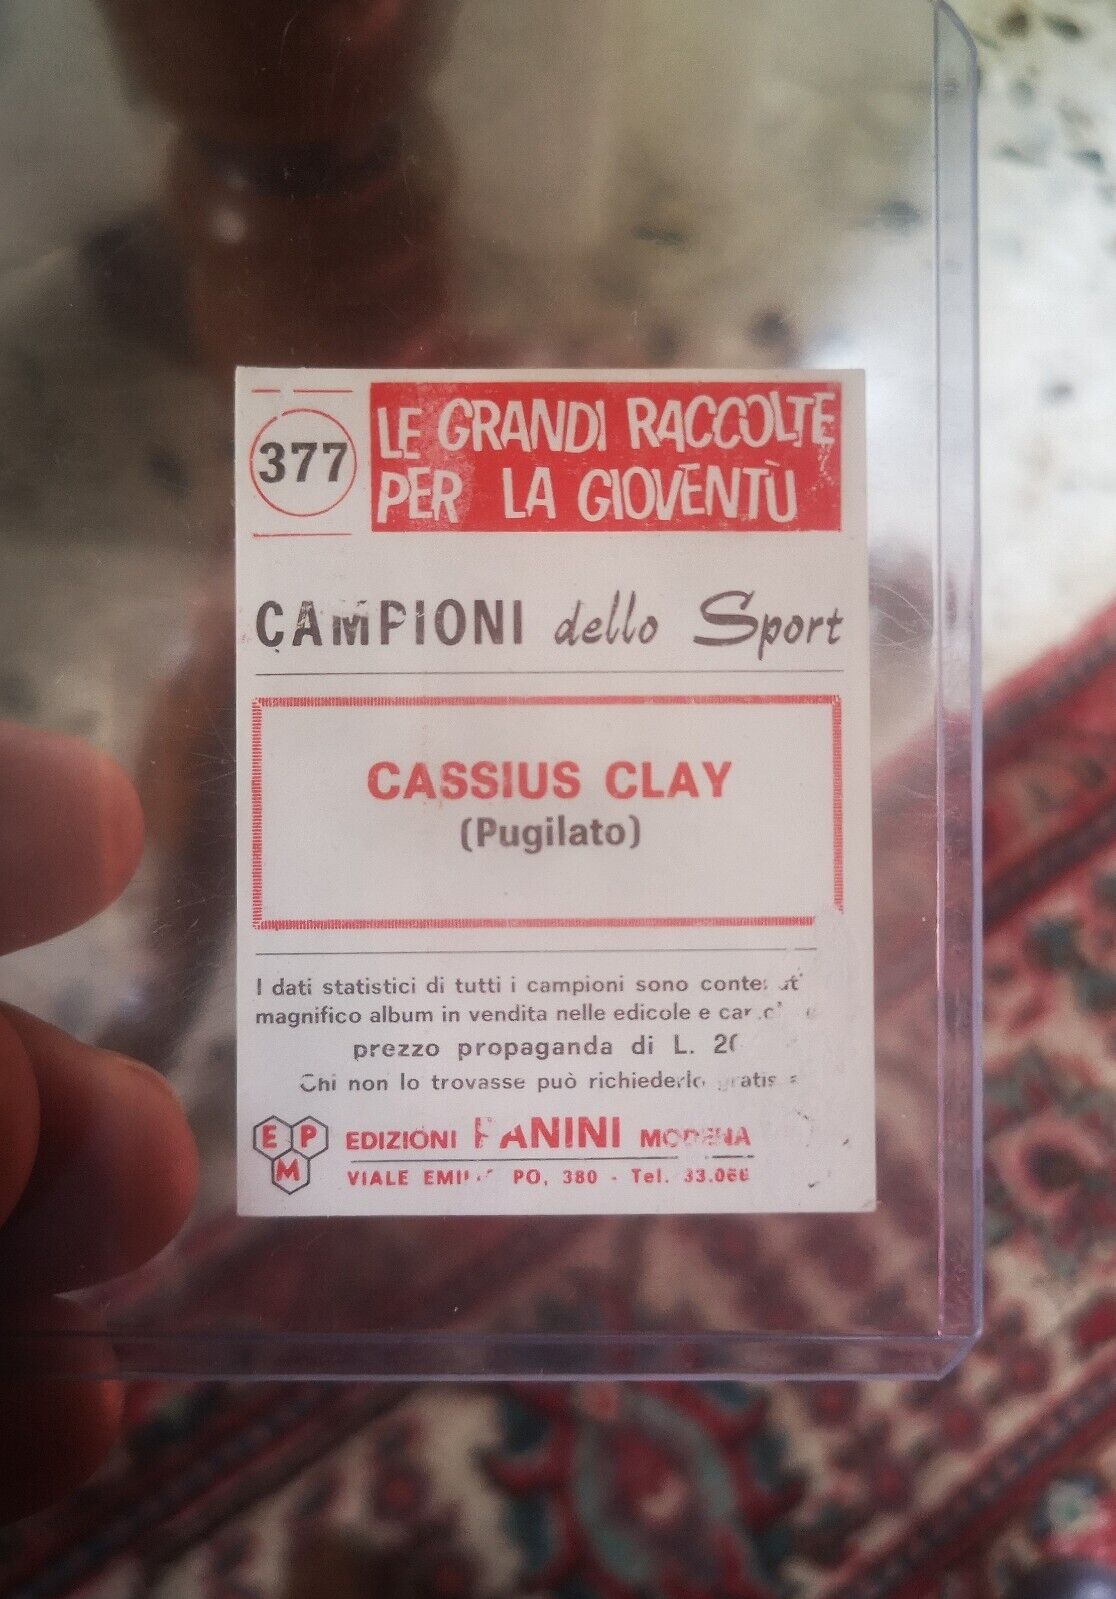 377
LE GRANDI RACCOLTE
PER LA GIOVENTÙ
CAMPIONI dello Sport
CASSIUS CLAY
(Pugilato)
I dati statistici di tutti i campioni sono
magnifico album in vendita nelle edicole e
prezzo propaganda di L.
Chi non lo trovasse può richiederlo gratis
E P M
EDIZIONI PANINI MODENA
VIALE PO, 380 - Tel.